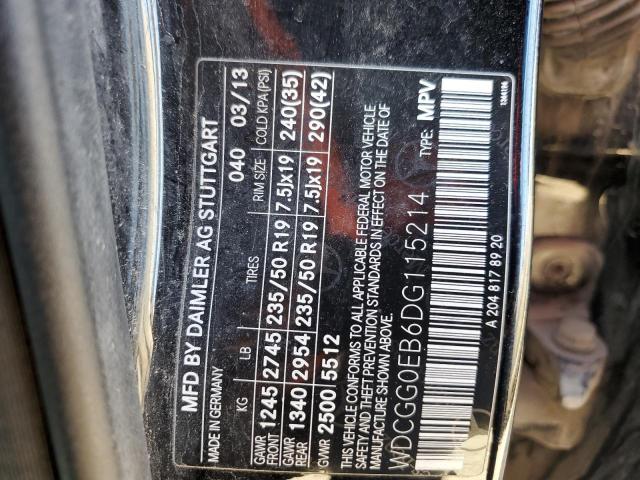 MFD BY DAIMLER AG STUTTGART
MADE IN GERMANY 040 03/13
KG LB TIRES RIM SIZE COLD KPA (PSI)
GAWR FRONT 1245 2745 235/50 R19 7.5Jx19 240(35)
GAWR REAR 1340 2954 235/50 R19 7.5Jx19 290(42)
GVWR 2500 5512
THIS VEHICLE CONFORMS TO ALL APPLICABLE FEDERAL MOTOR VEHICLE
SAFETY AND THEFT PREVENTION STANDARDS IN EFFECT ON THE DATE OF
MANUFACTURE SHOWN ABOVE.
WDCGG0EB6DG115214 TYPE: MPV
A 204 817 89 20